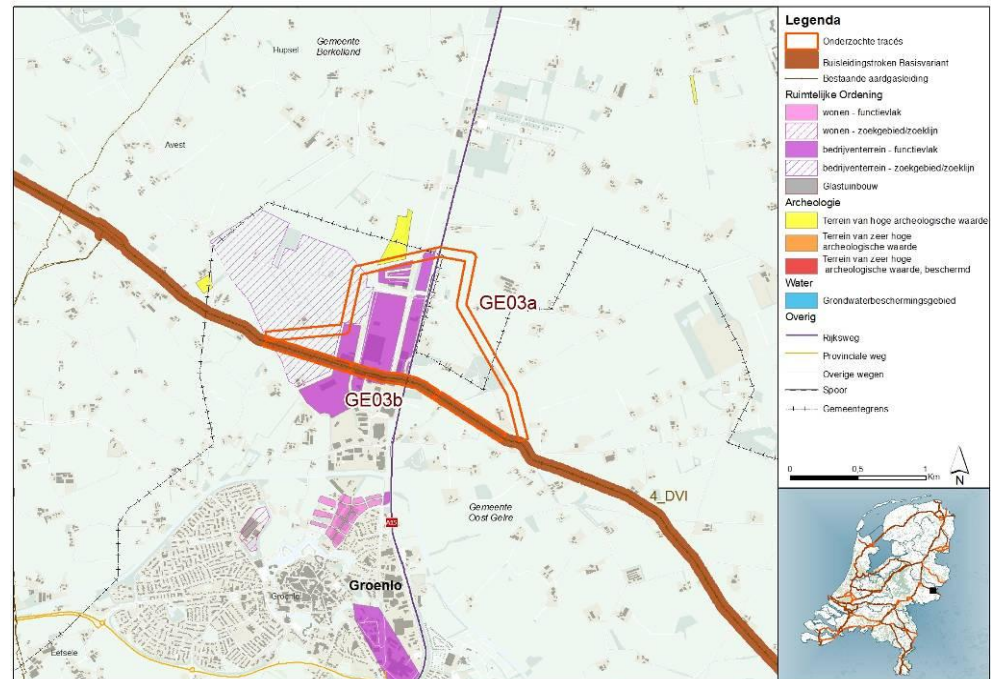 Hupsel
Gemeente
Berkelland
Avest
GE03a
GE03b
4_DVI
Gemeente
Oost Gelre
Groenlo
Groenlo
Eefsele
Legenda
Onderzochte tracés
Buisleidingstroken Basisvariant
Bestaande aardgasleiding
Ruimtelijke Ordening
wonen - functievlak
wonen - zoekgebied/zoeklijn
bedrijventerrein - functievlak
bedrijventerrein - zoekgebied/zoeklijn
Glastuinbouw
Archeologie
Terrein van hoge archeologische waarde
Terrein van zeer hoge
archeologische waarde
Terrein van zeer hoge
archeologische waarde, beschermd
Water
Grondwaterbeschermingsgebied
Overig
Rijksweg
Provinciale weg
Overige wegen
Spoor
Gemeentegrens
0 0,5 1
Km
N